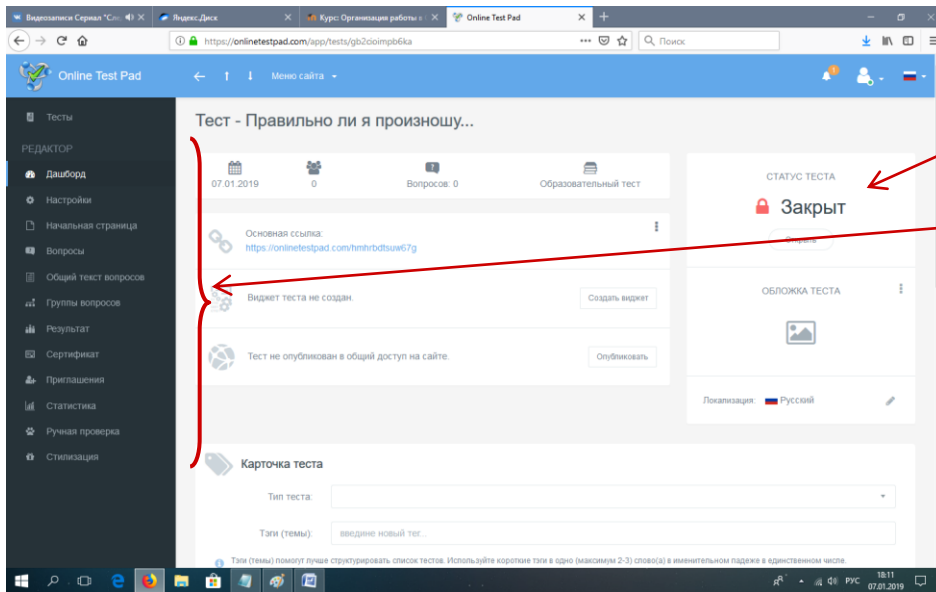 Видеозаписи Сериал "Сле
Яндекс.Диск
Курс: Организация работы в
Online Test Pad
https://onlinetestpad.com/app/tests/gb2cioimpb6ka
Поиск
Online Test Pad
Меню сайта
1
Тесты
РЕДАКТОР
Дашборд
Настройки
Начальная страница
Вопросы
Общий текст вопросов
Группы вопросов
Результат
Сертификат
Приглашения
Статистика
Ручная проверка
Стилизация
Тест - Правильно ли я произношу...
07.01.2019
0
Вопросов: 0
Образовательный тест
Основная ссылка:
https://onlinetestpad.com/hmhrbdtsuw67g
Виджет теста не создан.
Создать виджет
Тест не опубликован в общий доступ на сайте.
Опубликовать
СТАТУС ТЕСТА
Закрыт
Открыть
ОБЛОЖКА ТЕСТА
Локализация:
Русский
Карточка теста
Тип теста:
Тэги (темы):
введите новый тег...
Тэги (темы) помогут лучше структурировать список тестов. Используйте короткие тэги в одно (максимум 2-3) слово(а) в именительном падеже в единственном числе.
РУС
18:11
07.01.2019